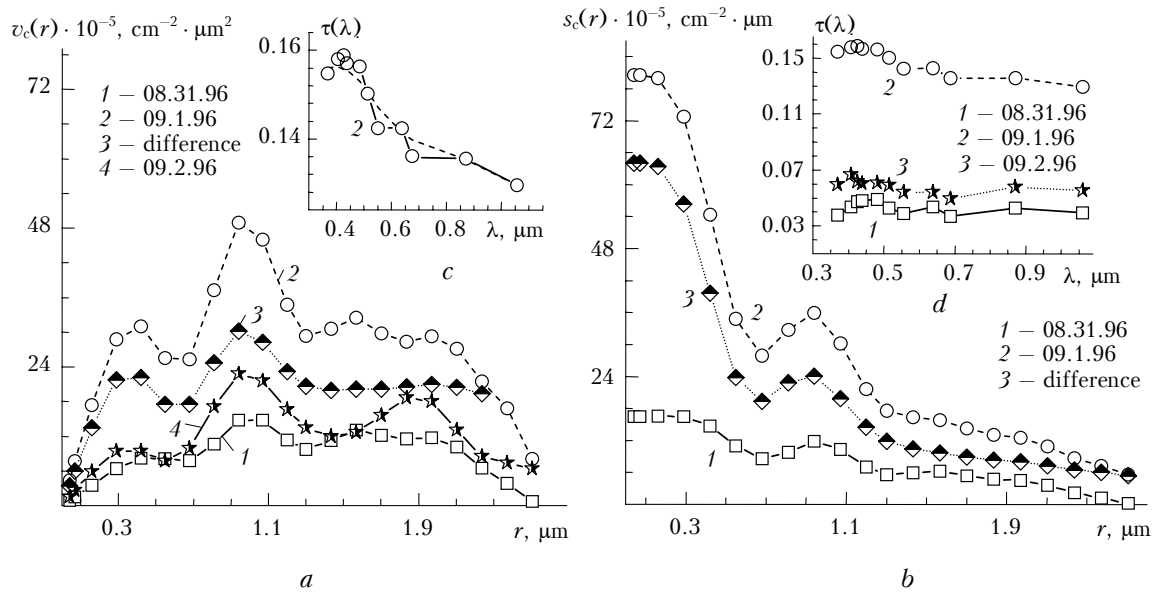 v_c(r) · 10⁻⁵, cm⁻² · μm²
72
48
24
0.3
1.1
1.9
r, μm
1 – 08.31.96
2 – 09.1.96
3 – difference
4 – 09.2.96
2
3
4
1
a
τ(λ)
0.16
0.14
2
0.4
0.6
0.8
λ, μm
c
s_c(r) · 10⁻⁵, cm⁻² · μm
72
48
24
0.3
1.1
1.9
r, μm
3
2
1
1 – 08.31.96
2 – 09.1.96
3 – difference
b
τ(λ)
0.15
0.11
0.07
0.03
0.3
0.5
0.7
0.9
λ, μm
2
1 – 08.31.96
2 – 09.1.96
3 – 09.2.96
3
1
d